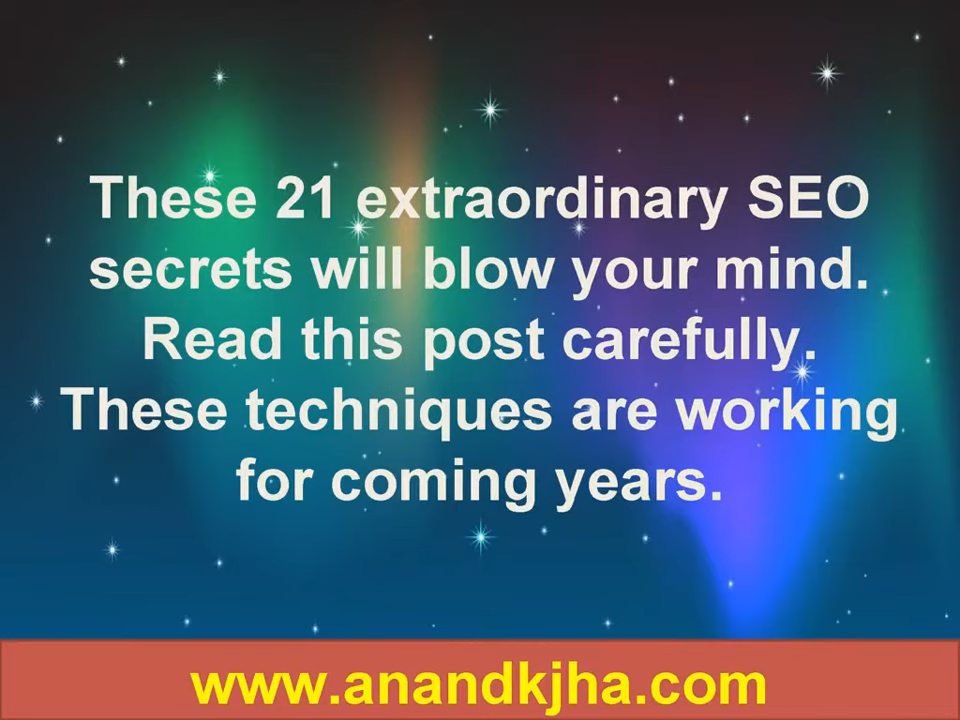 These 21 extraordinary SEO
secrets will blow your mind.
Read this post carefully.
These techniques are working
for coming years.
www.anandkjha.com